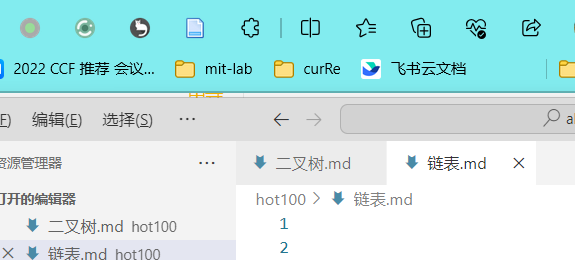 2022 CCF 推荐 会议... mit-lab curRe 飞书云文档
F) 编辑(E) 选择(S) ··· al
资源管理器 ··· 二叉树.md 链表.md
打开的编辑器 hot100 > 链表.md
二叉树.md hot100 1
链表.md hot100 2